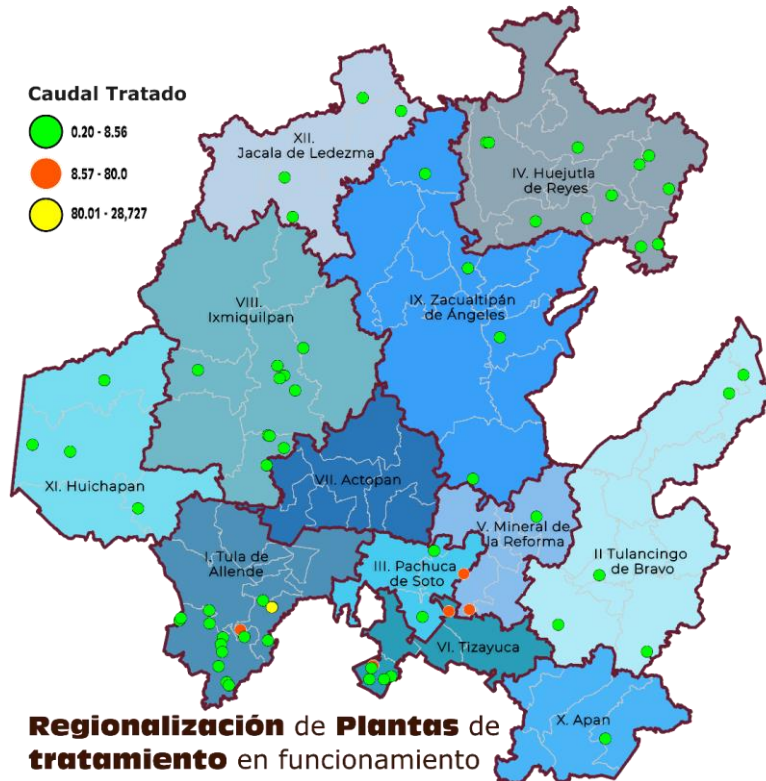 Caudal Tratado
0.20 - 8.56
8.57 - 80.0
80.01 - 28,727
XII.
Jacala de Ledezma
IV. Huejutla
de Reyes
VIII.
Ixmiquilpan
IX. Zacualtipán
de Ángeles
XI. Huichapan
VII. Actopan
V. Mineral de
la Reforma
I. Tula de
Allende
III. Pachuca
de Soto
II Tulancingo
de Bravo
VI. Tizayuca
X. Apan
Regionalización de Plantas de
tratamiento en funcionamiento